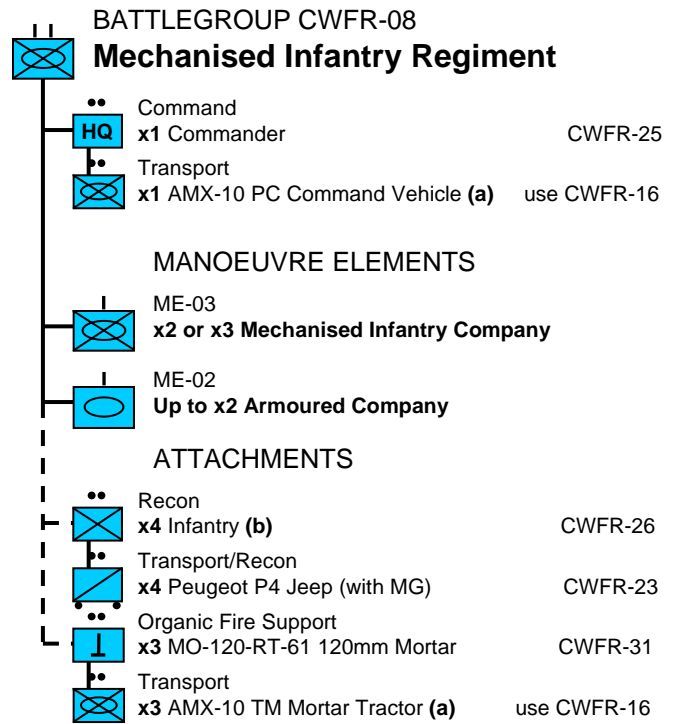 BATTLEGROUP CWFR-08
Mechanised Infantry Regiment
Command
HQ x1 Commander CWFR-25
Transport
x1 AMX-10 PC Command Vehicle (a) use CWFR-16
MANOEUVRE ELEMENTS
ME-03
x2 or x3 Mechanised Infantry Company
ME-02
Up to x2 Armoured Company
ATTACHMENTS
Recon
x4 Infantry (b) CWFR-26
Transport/Recon
x4 Peugeot P4 Jeep (with MG) CWFR-23
Organic Fire Support
x3 MO-120-RT-61 120mm Mortar CWFR-31
Transport
x3 AMX-10 TM Mortar Tractor (a) use CWFR-16